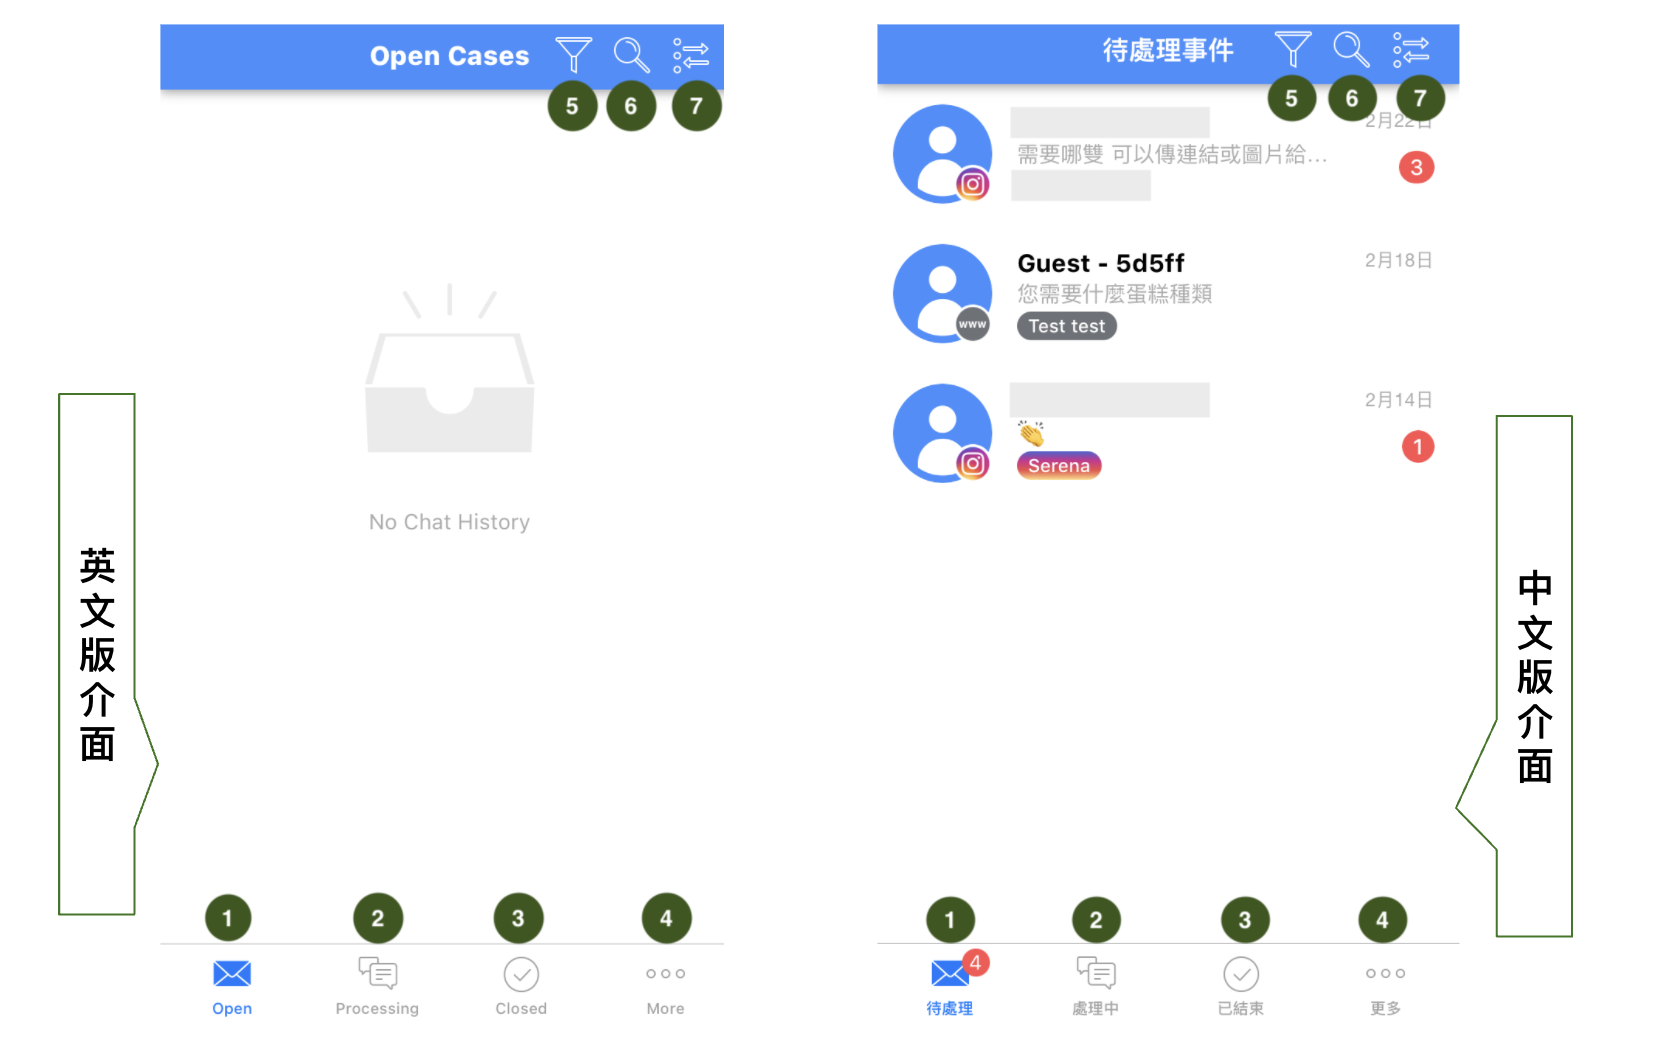 Open Cases
5
6
7
No Chat History
英文版介面
1
2
3
4
Open
Processing
Closed
More
待處理事件
5
6
7
2月22日
需要哪雙 可以傳連結或圖片給...
3
Guest - 5d5ff
2月18日
您需要什麼蛋糕種類
www
Test test
2月14日
👏
1
Serena
中文版介面
1
2
3
4
4
待處理
處理中
已結束
更多